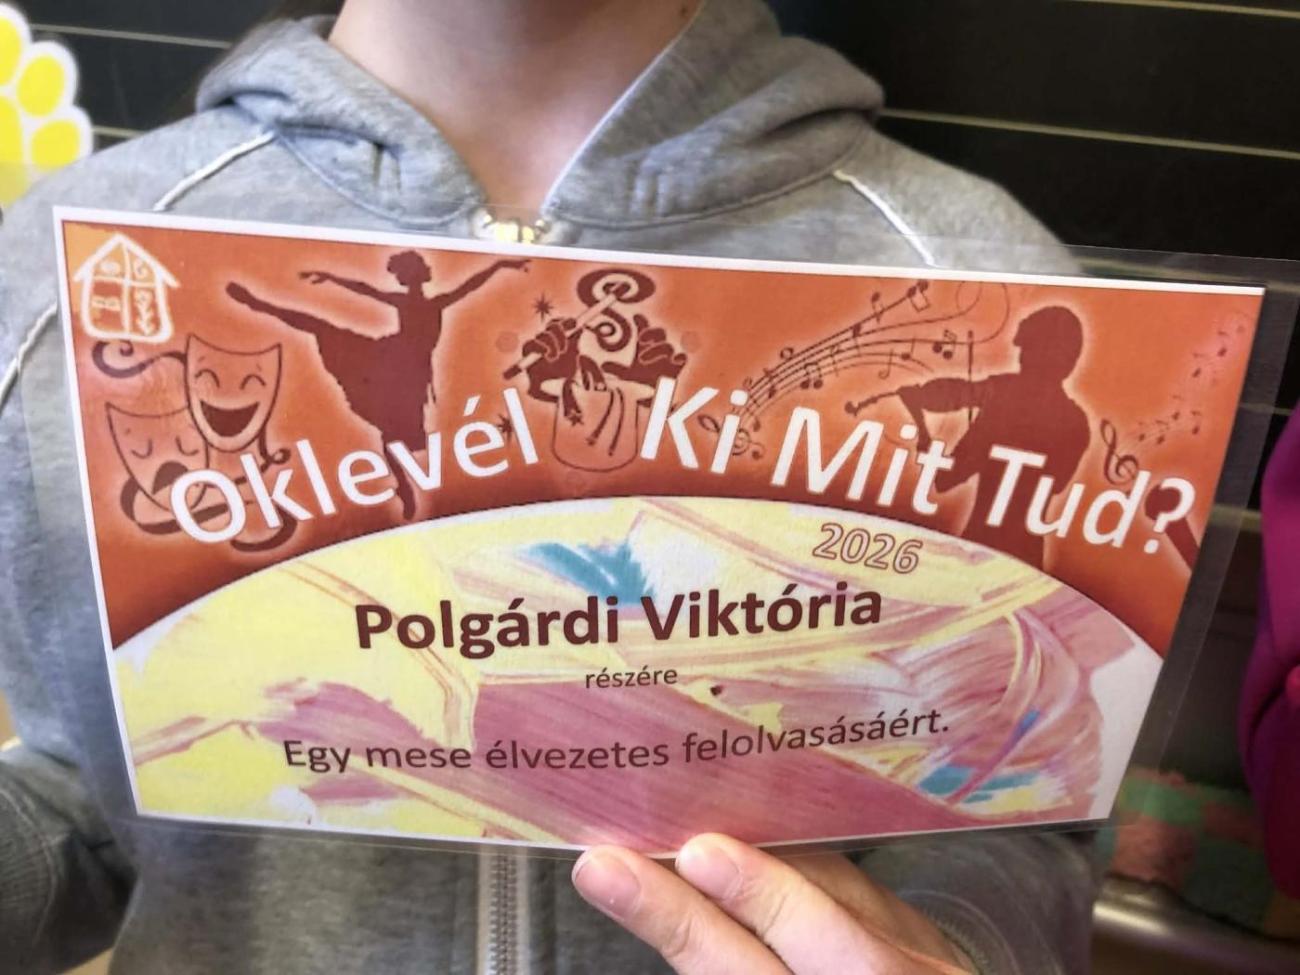 Oklevél Ki Mit Tud?
2026
Polgárdi Viktória
részére
Egy mese élvezetes felolvasásáért.